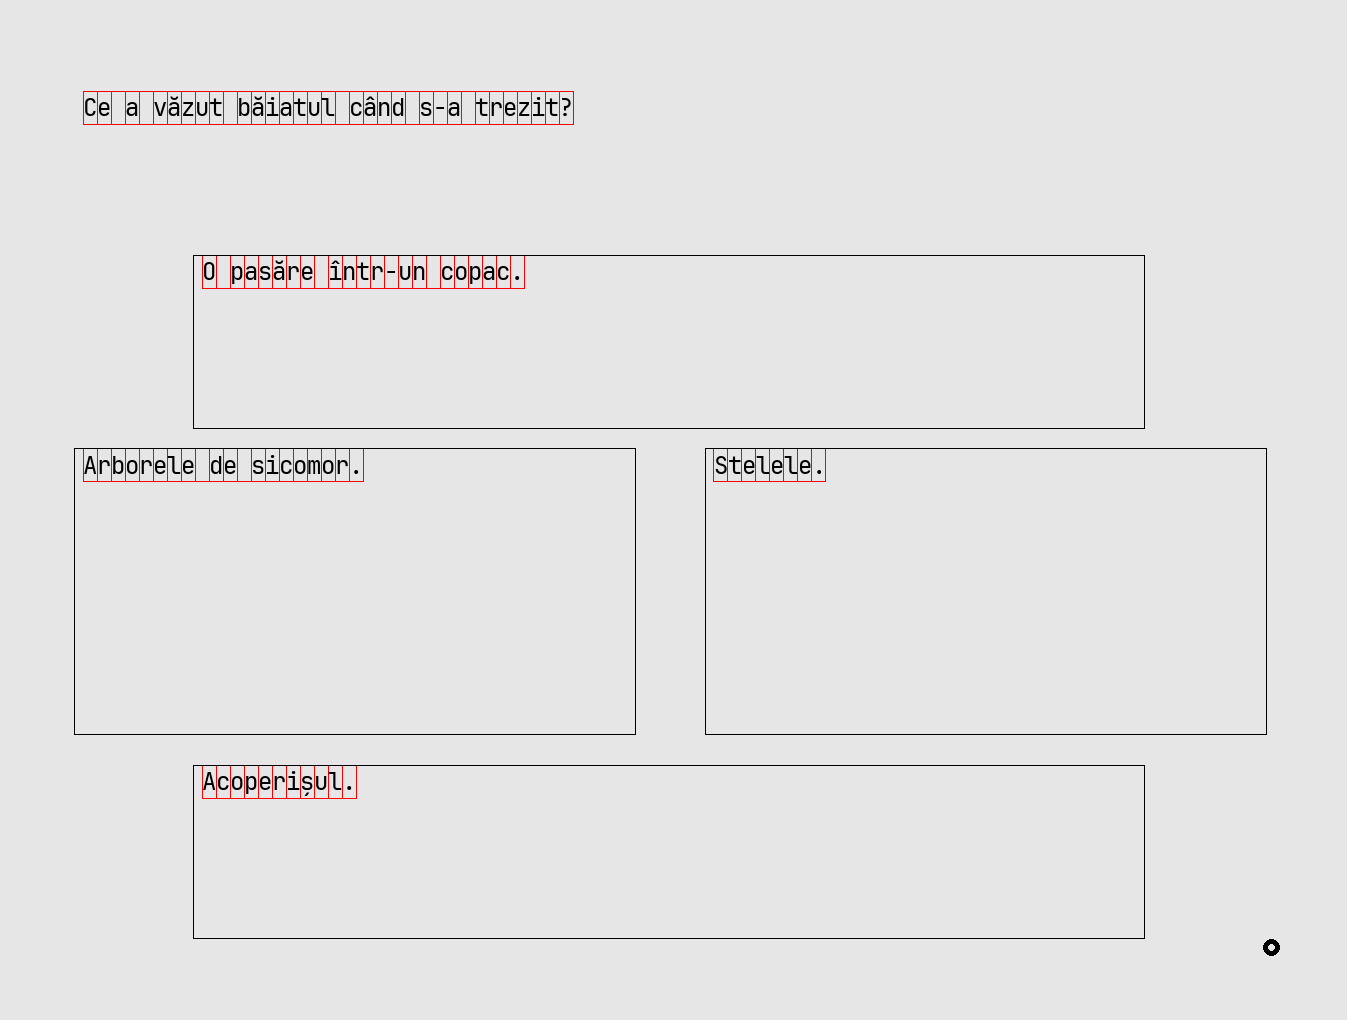 Ce a văzut băiatul când s-a trezit?
O pasăre într-un copac.
Arborele de sicomor.
Stelele.
Acoperișul.